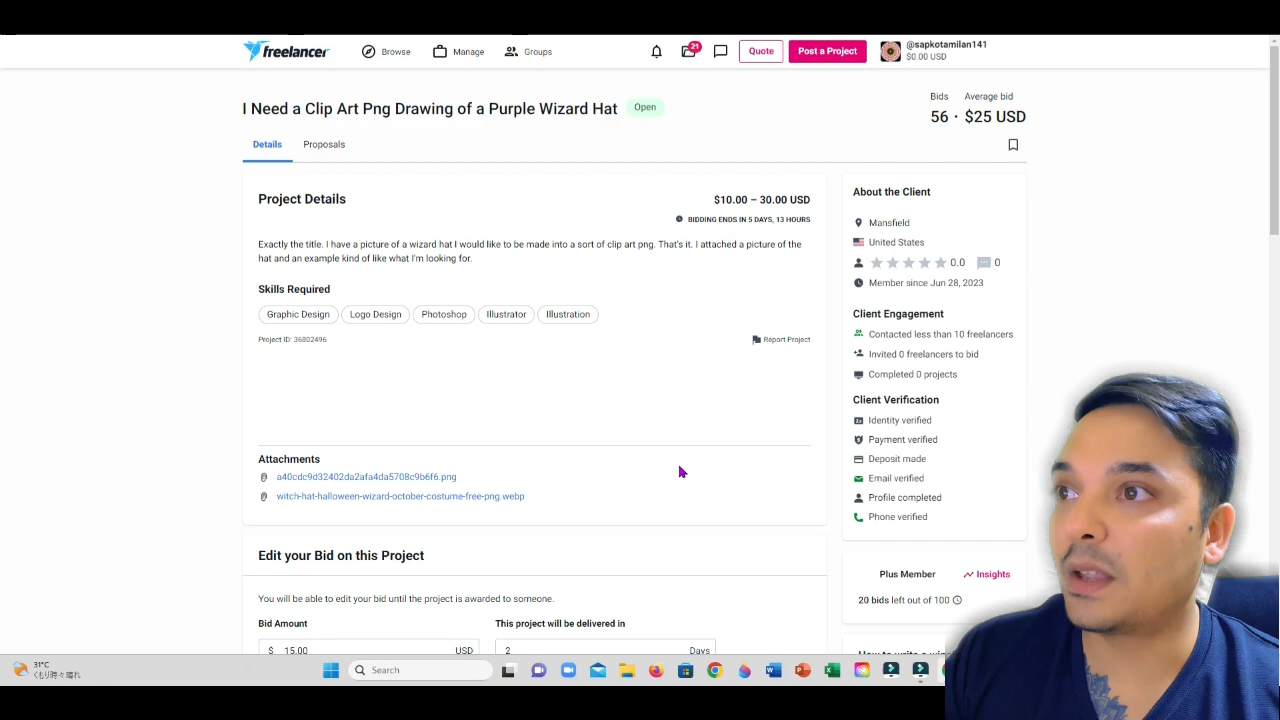 freelancer
Browse
Manage
Groups
21
Quote
Post a Project
@sapkotamilan141
$0.00 USD
I Need a Clip Art Png Drawing of a Purple Wizard Hat
Open
Bids
Average bid
56 · $25 USD
Details
Proposals
Project Details
$10.00 – 30.00 USD
BIDDING ENDS IN 5 DAYS, 13 HOURS
Exactly the title. I have a picture of a wizard hat I would like to be made into a sort of clip art png. That's it. I attached a picture of the
hat and an example kind of like what I'm looking for.
Skills Required
Graphic Design
Logo Design
Photoshop
Illustrator
Illustration
Project ID: 36802496
Report Project
Attachments
a40cdc9d32402da2afa4da5708c9b6f6.png
witch-hat-halloween-wizard-october-costume-free-png.webp
Edit your Bid on this Project
You will be able to edit your bid until the project is awarded to someone.
Bid Amount
This project will be delivered in
$ 15.00 USD
2 Days
About the Client
Mansfield
United States
0.0
0
Member since Jun 28, 2023
Client Engagement
Contacted less than 10 freelancers
Invited 0 freelancers to bid
Completed 0 projects
Client Verification
Identity verified
Payment verified
Deposit made
Email verified
Profile completed
Phone verified
Plus Member
Insights
20 bids left out of 100
31°C
くもり時々晴れ
Search